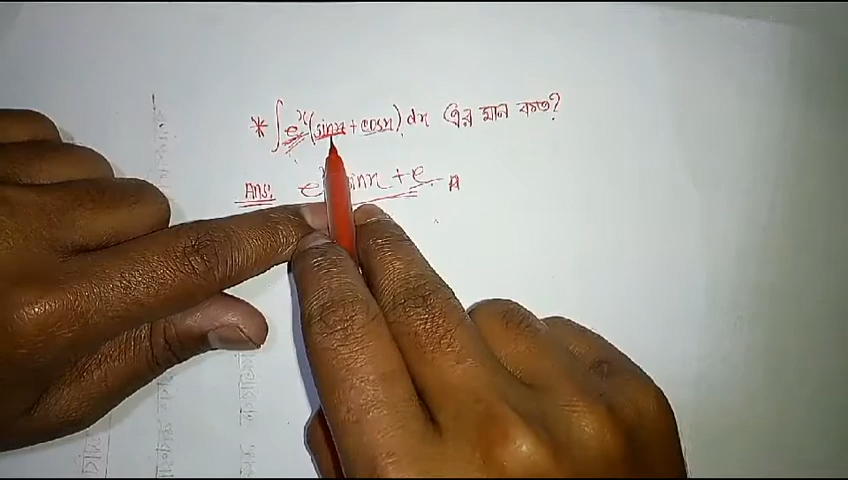 * ∫ eˣ (sinx + cosx) dx এর মান কত?
Ans. eˣ sinx + e